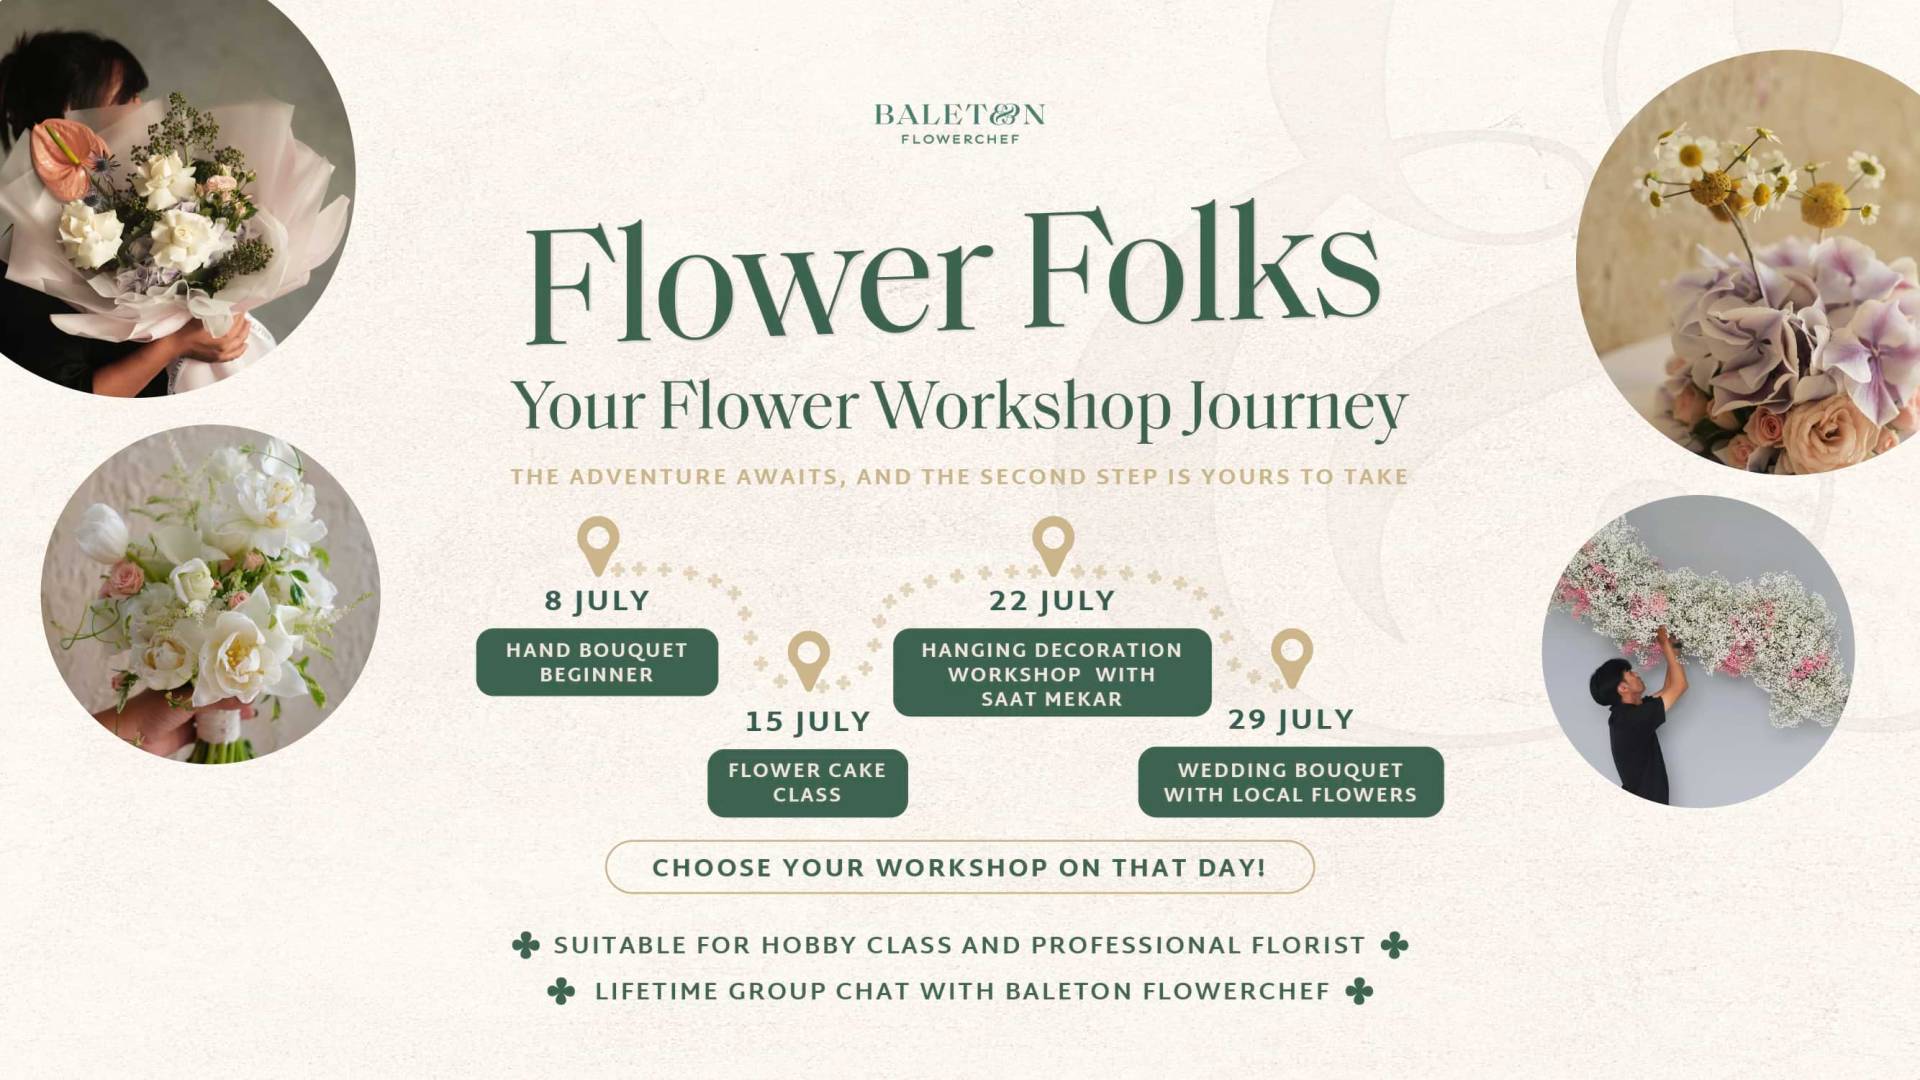 BALETON
FLOWERCHEF
Flower Folks
Your Flower Workshop Journey
THE ADVENTURE AWAITS, AND THE SECOND STEP IS YOURS TO TAKE
8 JULY
HAND BOUQUET
BEGINNER
15 JULY
FLOWER CAKE
CLASS
22 JULY
HANGING DECORATION
WORKSHOP WITH
SAAT MEKAR
29 JULY
WEDDING BOUQUET
WITH LOCAL FLOWERS
CHOOSE YOUR WORKSHOP ON THAT DAY!
SUITABLE FOR HOBBY CLASS AND PROFESSIONAL FLORIST
LIFETIME GROUP CHAT WITH BALETON FLOWERCHEF